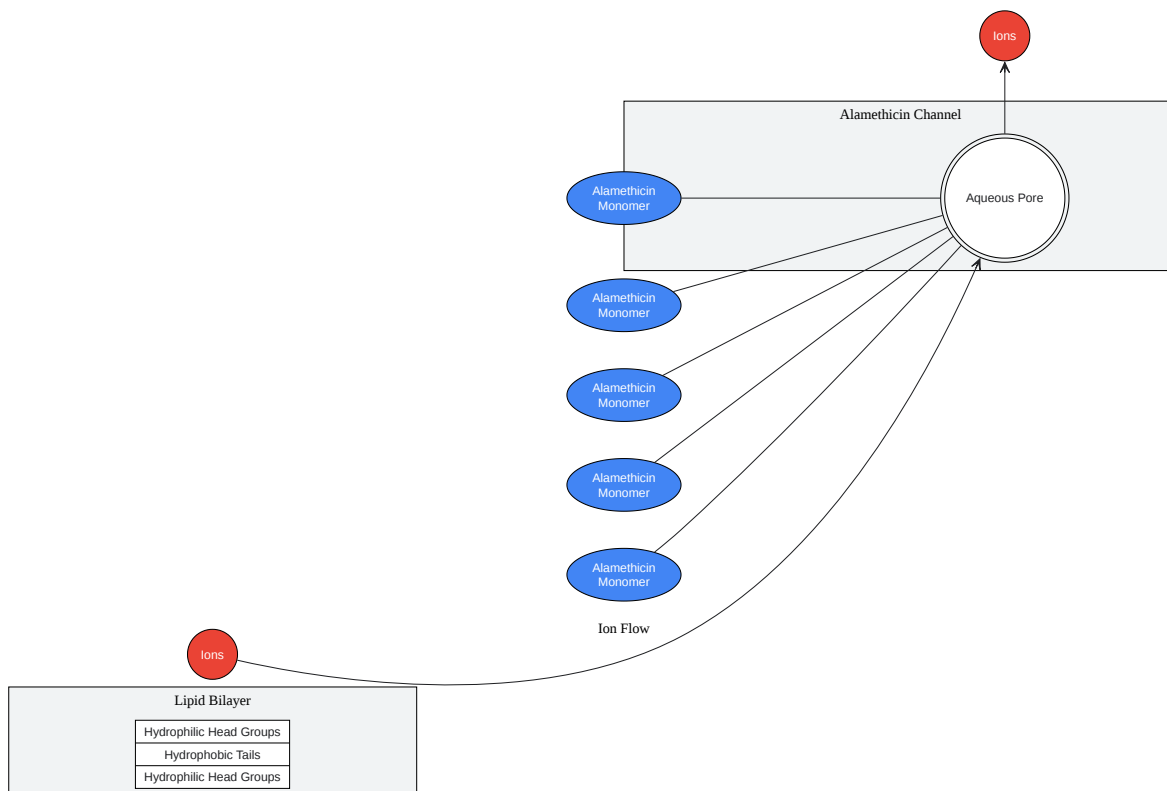 Ions
Alamethicin Channel
Alamethicin
Monomer
Aqueous Pore
Alamethicin
Monomer
Alamethicin
Monomer
Alamethicin
Monomer
Alamethicin
Monomer
Ion Flow
Ions
Lipid Bilayer
Hydrophilic Head Groups
Hydrophobic Tails
Hydrophilic Head Groups